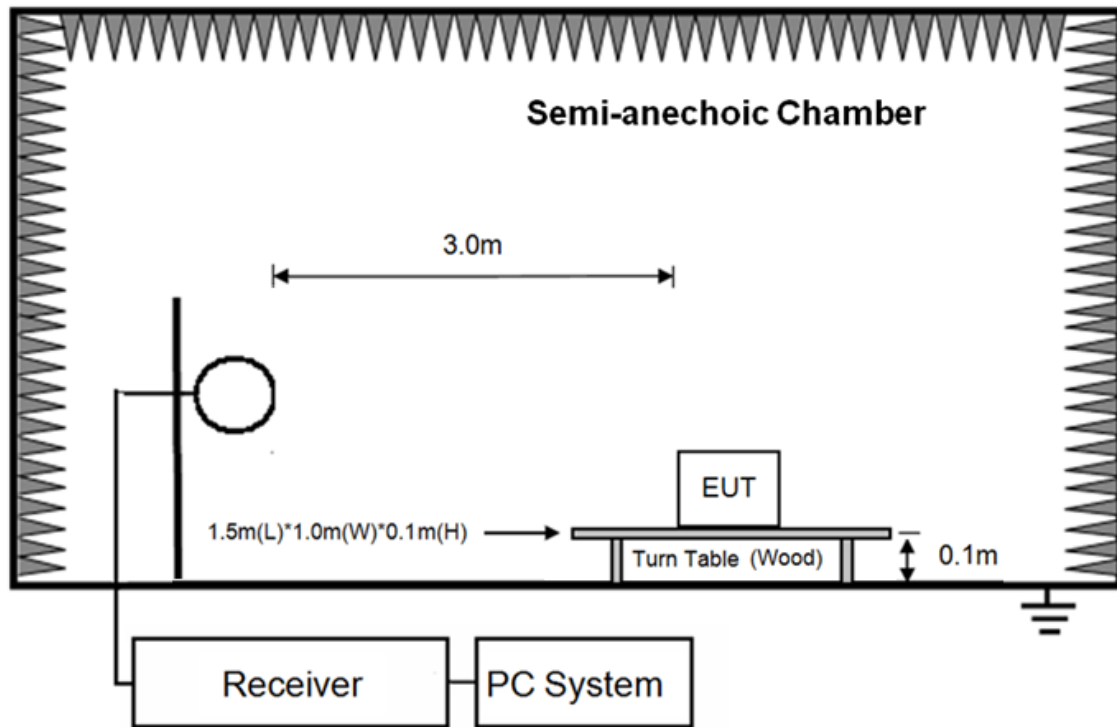 Semi-anechoic Chamber
3.0m
EUT
1.5m(L)*1.0m(W)*0.1m(H)
Turn Table (Wood)
0.1m
Receiver
PC System